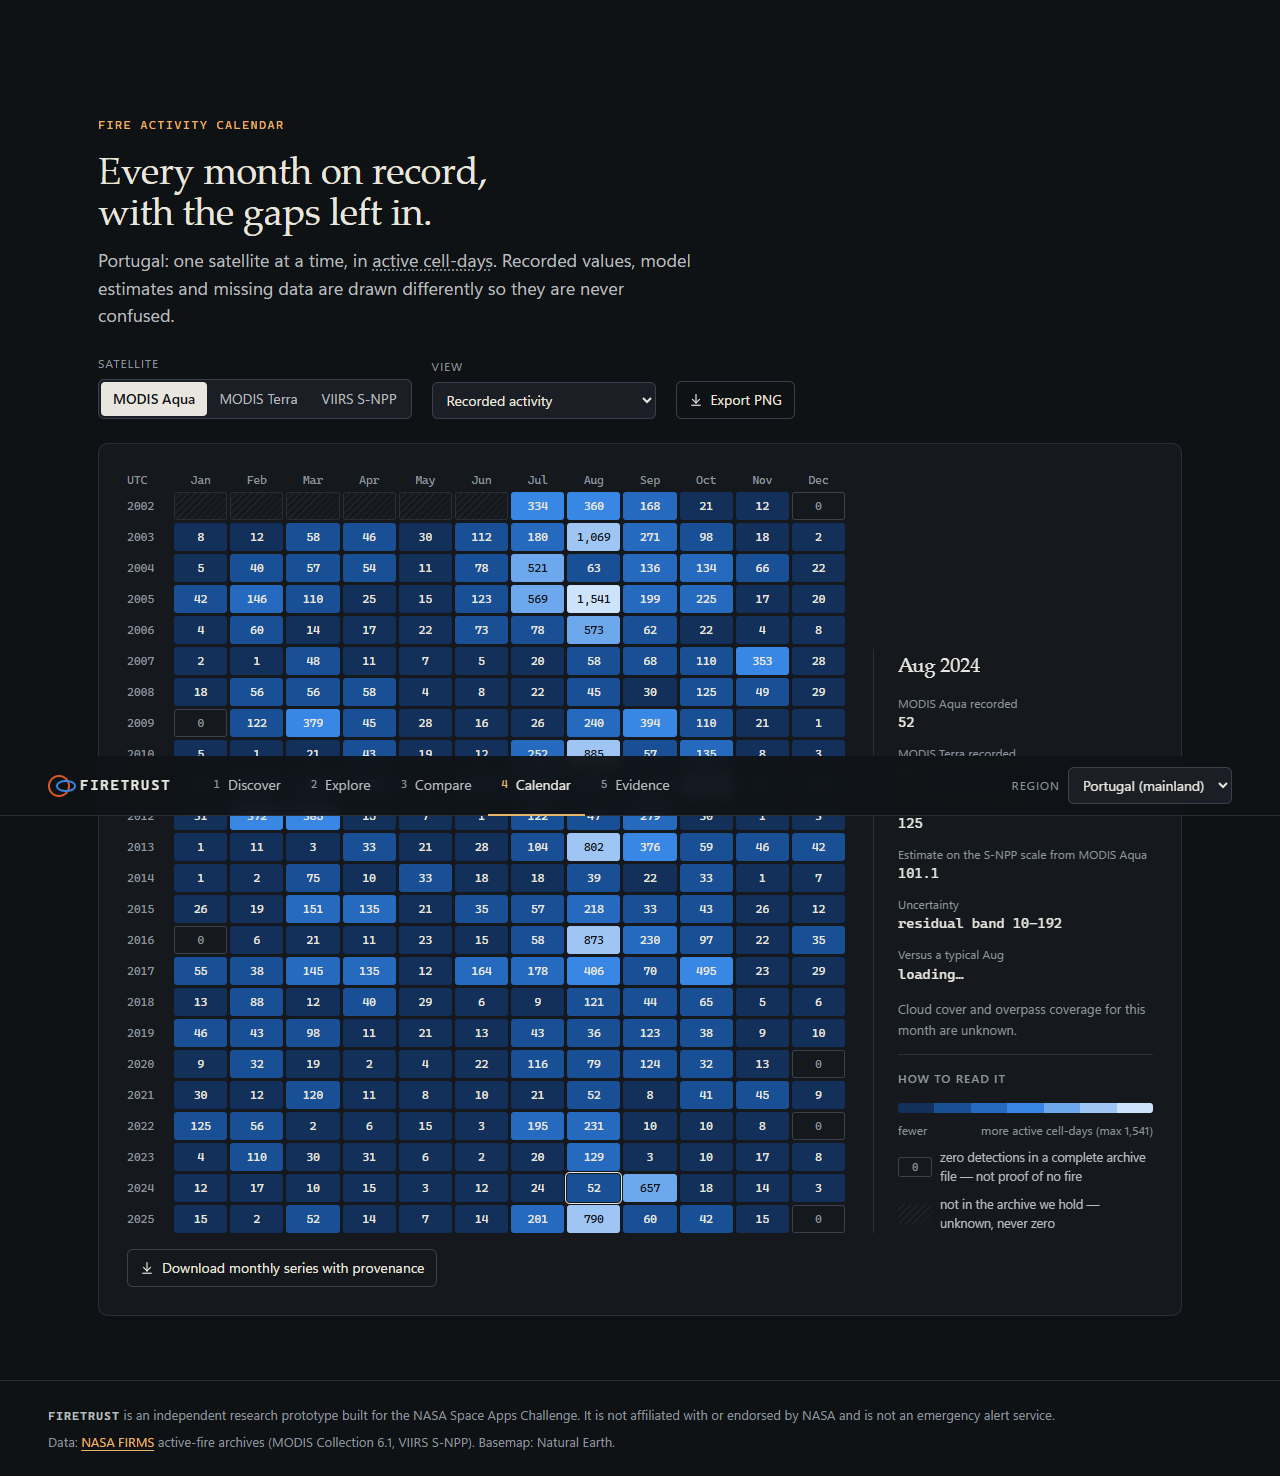 FIRE ACTIVITY CALENDAR
Every month on record,
with the gaps left in.
Portugal: one satellite at a time, in active cell-days. Recorded values, model
estimates and missing data are drawn differently so they are never
confused.
SATELLITE
VIEW
MODIS Aqua MODIS Terra VIIRS S-NPP
Recorded activity
Export PNG
UTC Jan Feb Mar Apr May Jun Jul Aug Sep Oct Nov Dec
2002 334 360 168 21 12 0
2003 8 12 58 46 30 112 180 1,069 271 98 18 2
2004 5 40 57 54 11 78 521 63 136 134 66 22
2005 42 146 110 25 15 123 569 1,541 199 225 17 20
2006 4 60 14 17 22 73 78 573 62 22 4 8
2007 2 1 48 11 7 5 20 58 68 110 353 28
2008 18 56 56 58 4 8 22 45 30 125 49 29
2009 0 122 379 45 28 16 26 240 394 110 21 1
2010 5 1 21 43 19 12 252 885 57 135 8 3
FIRETRUST 1 Discover 2 Explore 3 Compare 4 Calendar 5 Evidence REGION Portugal (mainland)
2013 1 11 3 33 21 28 104 802 376 59 46 42
2014 1 2 75 10 33 18 18 39 22 33 1 7
2015 26 19 151 135 21 35 57 218 33 43 26 12
2016 0 6 21 11 23 15 58 873 230 97 22 35
2017 55 38 145 135 12 164 178 406 70 495 23 29
2018 13 88 12 40 29 6 9 121 44 65 5 6
2019 46 43 98 11 21 13 43 36 123 38 9 10
2020 9 32 19 2 4 22 116 79 124 32 13 0
2021 30 12 120 11 8 10 21 52 8 41 45 9
2022 125 56 2 6 15 3 195 231 10 10 8 0
2023 4 110 30 31 6 2 20 129 3 10 17 8
2024 12 17 10 15 3 12 24 52 657 18 14 3
2025 15 2 52 14 7 14 201 790 60 42 15 0
Download monthly series with provenance
Aug 2024
MODIS Aqua recorded
52
MODIS Terra recorded
125
Estimate on the S-NPP scale from MODIS Aqua
101.1
Uncertainty
residual band 10–192
Versus a typical Aug
loading…
Cloud cover and overpass coverage for this
month are unknown.
HOW TO READ IT
fewer more active cell-days (max 1,541)
0 zero detections in a complete archive
file — not proof of no fire
not in the archive we hold —
unknown, never zero
FIRETRUST is an independent research prototype built for the NASA Space Apps Challenge. It is not affiliated with or endorsed by NASA and is not an emergency alert service.
Data: NASA FIRMS active-fire archives (MODIS Collection 6.1, VIIRS S-NPP). Basemap: Natural Earth.